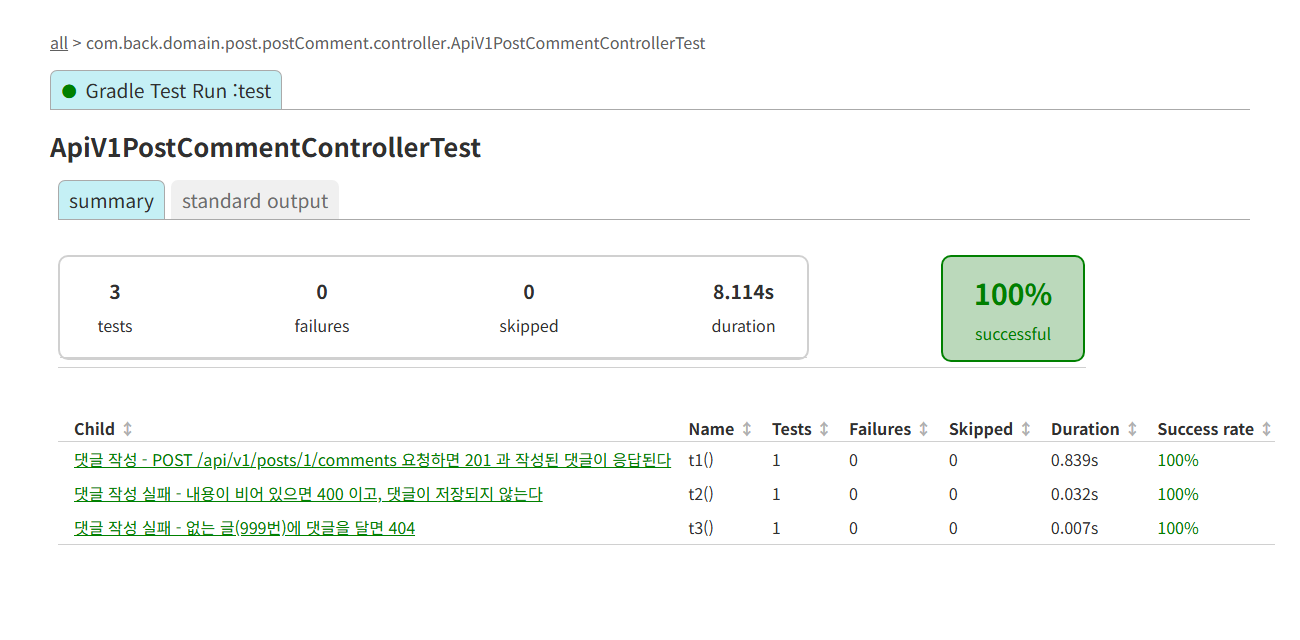 all > com.back.domain.post.postComment.controller.ApiV1PostCommentControllerTest
Gradle Test Run :test
ApiV1PostCommentControllerTest
summary standard output
3 0 0 8.114s 100%
tests failures skipped duration successful
Child Name Tests Failures Skipped Duration Success rate
댓글 작성 - POST /api/v1/posts/1/comments 요청하면 201 과 작성된 댓글이 응답된다 t1() 1 0 0 0.839s 100%
댓글 작성 실패 - 내용이 비어 있으면 400 이고, 댓글이 저장되지 않는다 t2() 1 0 0 0.032s 100%
댓글 작성 실패 - 없는 글(999번)에 댓글을 달면 404 t3() 1 0 0 0.007s 100%